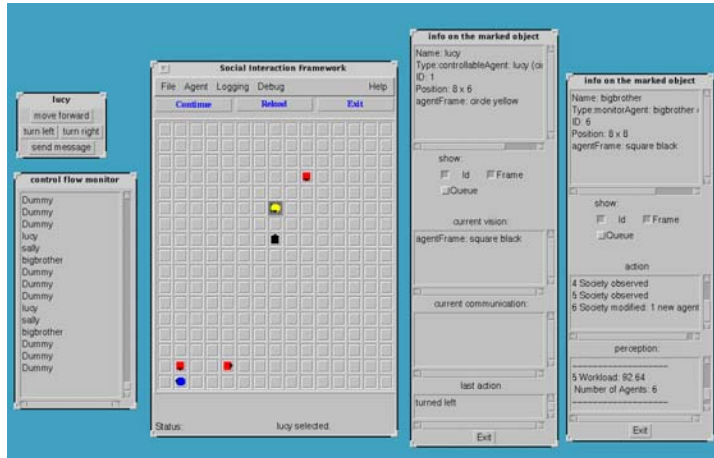 lucy
move forward
turn left turn right
send message
control flow monitor
Dummy
Dummy
Dummy
lucy
sally
bigbrother
Dummy
Dummy
Dummy
lucy
sally
bigbrother
Dummy
Dummy
Dummy
Social Interaction Framework
File Agent Logging Debug Help
Continue Reload Exit
Status: lucy selected.
info on the marked object
Name: lucy
Type:controllableAgent: lucy (ci
ID: 1
Position: 8 x 6
agentFrame: circle yellow
show:
Id Frame
Queue
current vision:
agentFrame: square black
current communication:
last action
turned left
Exit
info on the marked object
Name: bigbrother
Type:monitorAgent: bigbrother
ID: 6
Position: 8 x 8
agentFrame: square black
show:
Id Frame
Queue
action
4 Society observed
5 Society observed
6 Society modified: 1 new agent
perception:
--------------------
5 Workload: 92.64
Number of Agents: 6
--------------------
Exit